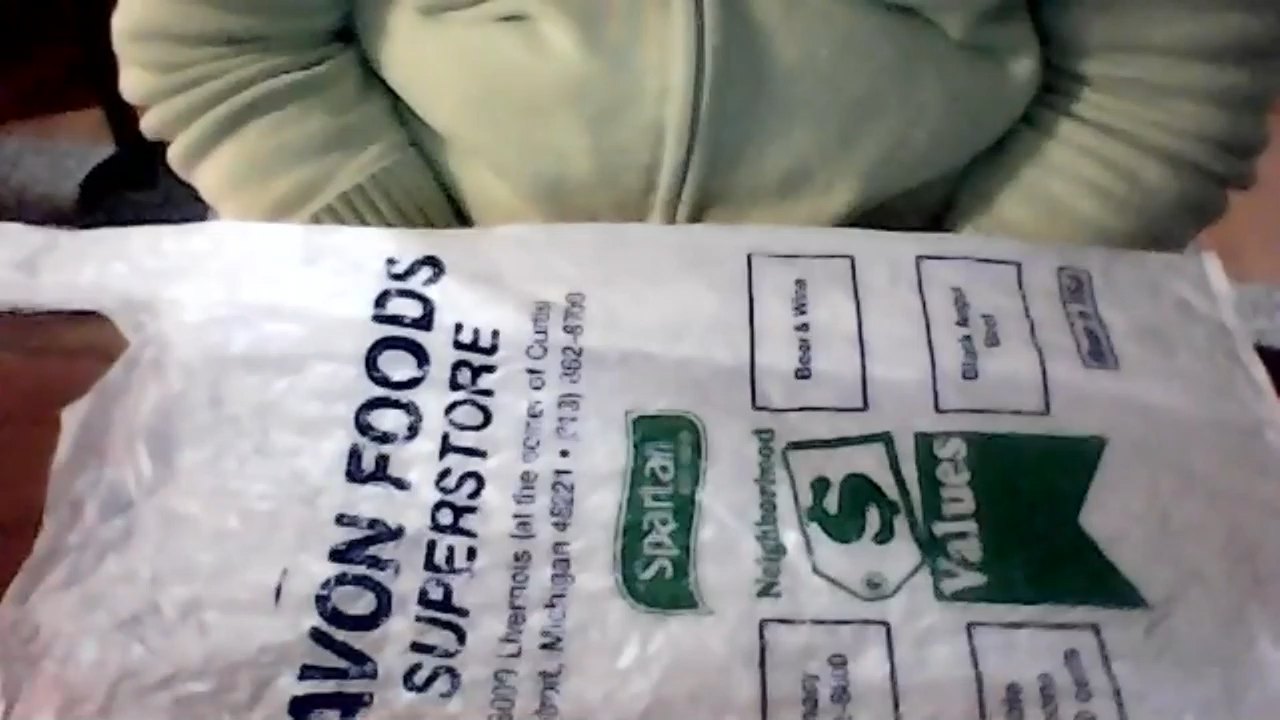 AVON FOODS
SUPERSTORE
Livernois (at the corner of Curtis)
Michigan 48221 • (313) 862-8700
Spartan
Neighborhood
$
Values
Beer & Wine
Black Angus
Beef